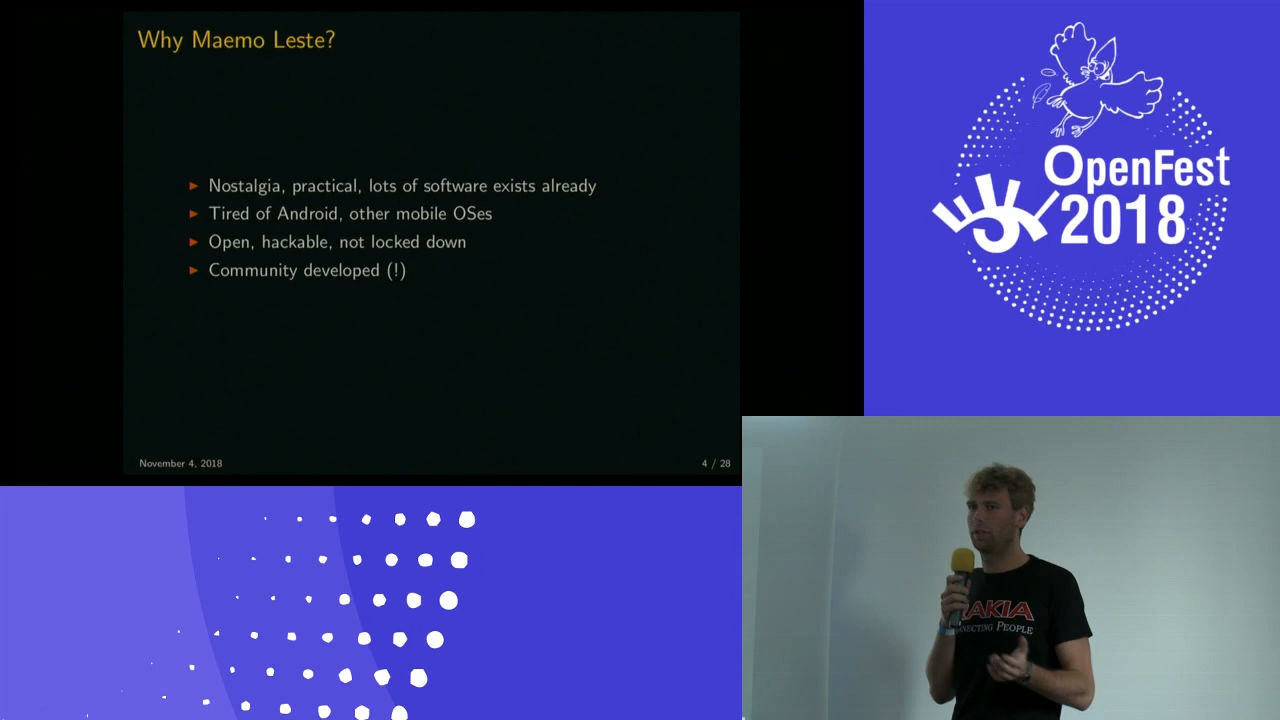 Why Maemo Leste?
Nostalgia, practical, lots of software exists already
Tired of Android, other mobile OSes
Open, hackable, not locked down
Community developed (!)
November 4, 2018
4 / 28
OpenFest
2018
PEOPLE